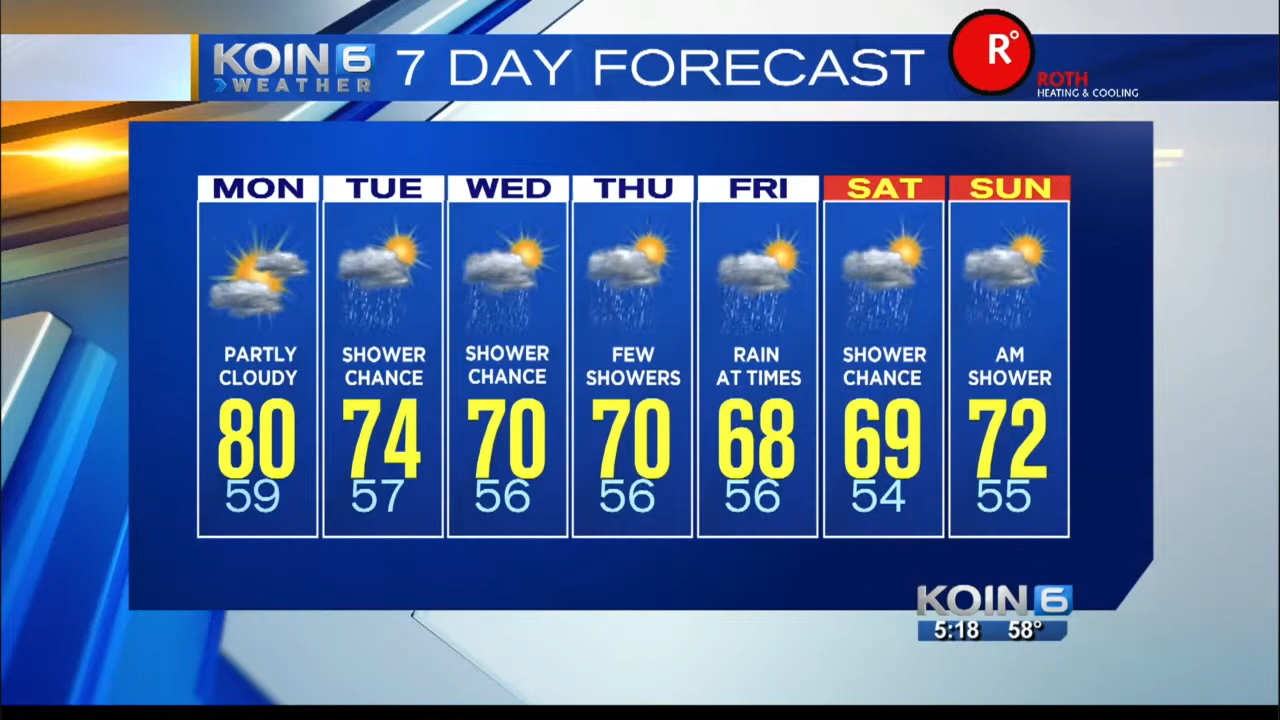 KOIN 6
WEATHER
7 DAY FORECAST
R°
ROTH
HEATING & COOLING
MON TUE WED THU FRI SAT SUN
PARTLY CLOUDY
80
59
SHOWER CHANCE
74
57
SHOWER CHANCE
70
56
FEW SHOWERS
70
56
RAIN AT TIMES
68
56
SHOWER CHANCE
69
54
AM SHOWER
72
55
KOIN 6
5:18 58°